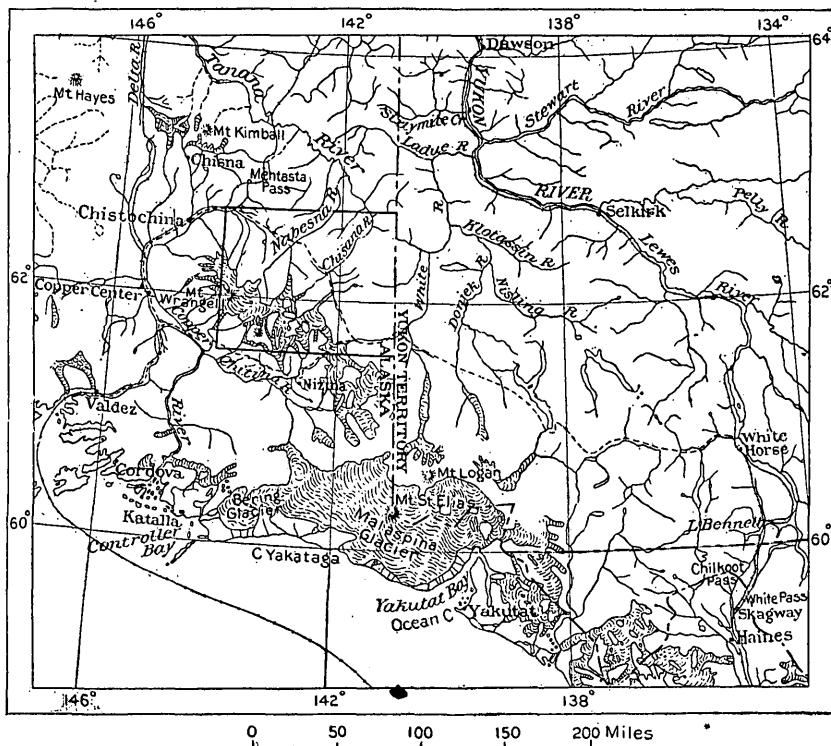 146° 142° 138° 134°
64°
Dawson
Delta R
Tanana
YUKON
Mt Hayes
Stewart River
Mt Kimball
Ladue R
Chisna
River
Mentasta
Pass
RIVER
Selkirk
Pelly R
Chistochina
Nabesna R
Chisana R
R
Klotassin R
Lewes
62° 62°
Copper Center
Mt
Wrangell
White
Donjek R
Nisling R
River
Copper
YUKON TERRITORY
ALASKA
Chitina R
Nizina
Valdez
River
White
Horse
Mt Logan
Cordova
Bering
Glacier
Mt St Elias
60° 60°
Katalla
Malaspina
Glacier
L Bennett
Controller
Bay
C Yakataga
Chilkoot
Pass
Yakutat Bay
White Pass
Ocean C
Yakutat
Skagway
Haines
146° 142° 138°
0 50 100 150 200 Miles